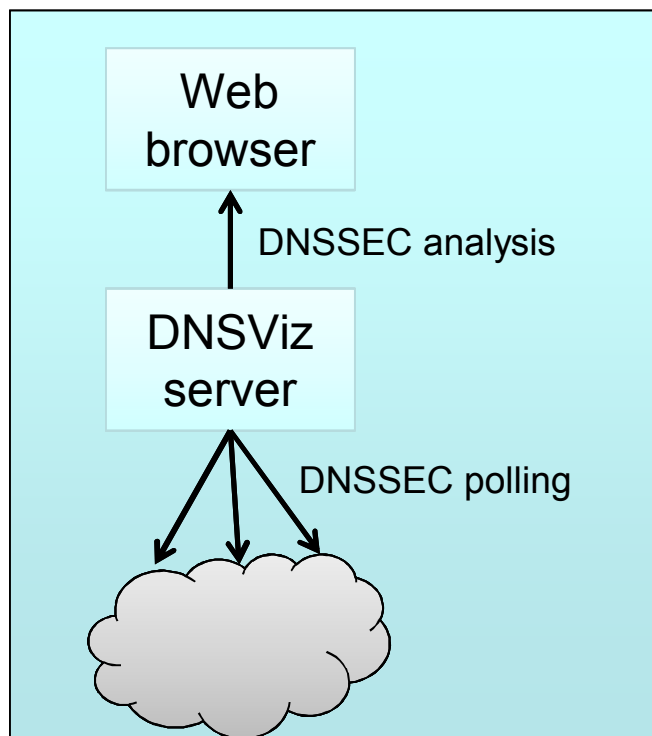 Web
browser
DNSSEC analysis
DNSViz
server
DNSSEC polling